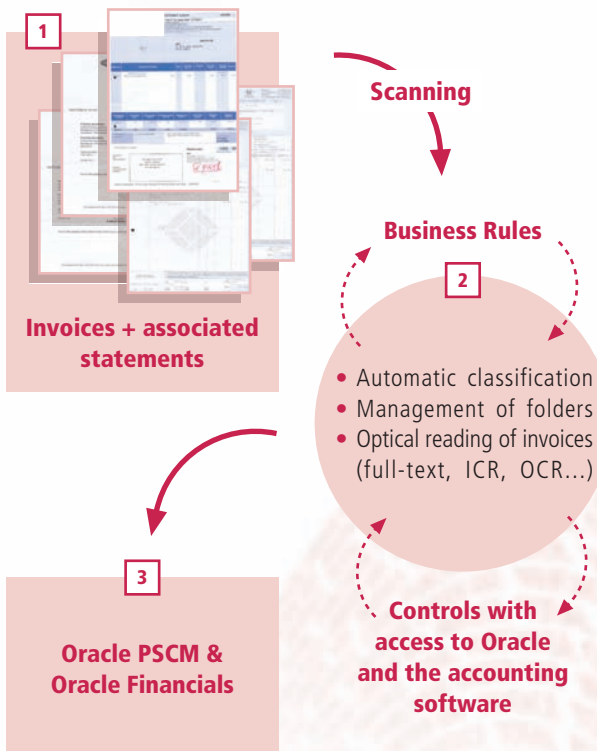 1
Scanning
Business Rules
2
Invoices + associated
statements
• Automatic classification
• Management of folders
• Optical reading of invoices
(full-text, ICR, OCR...)
3
Oracle PSCM &
Oracle Financials
Controls with
access to Oracle
and the accounting
software